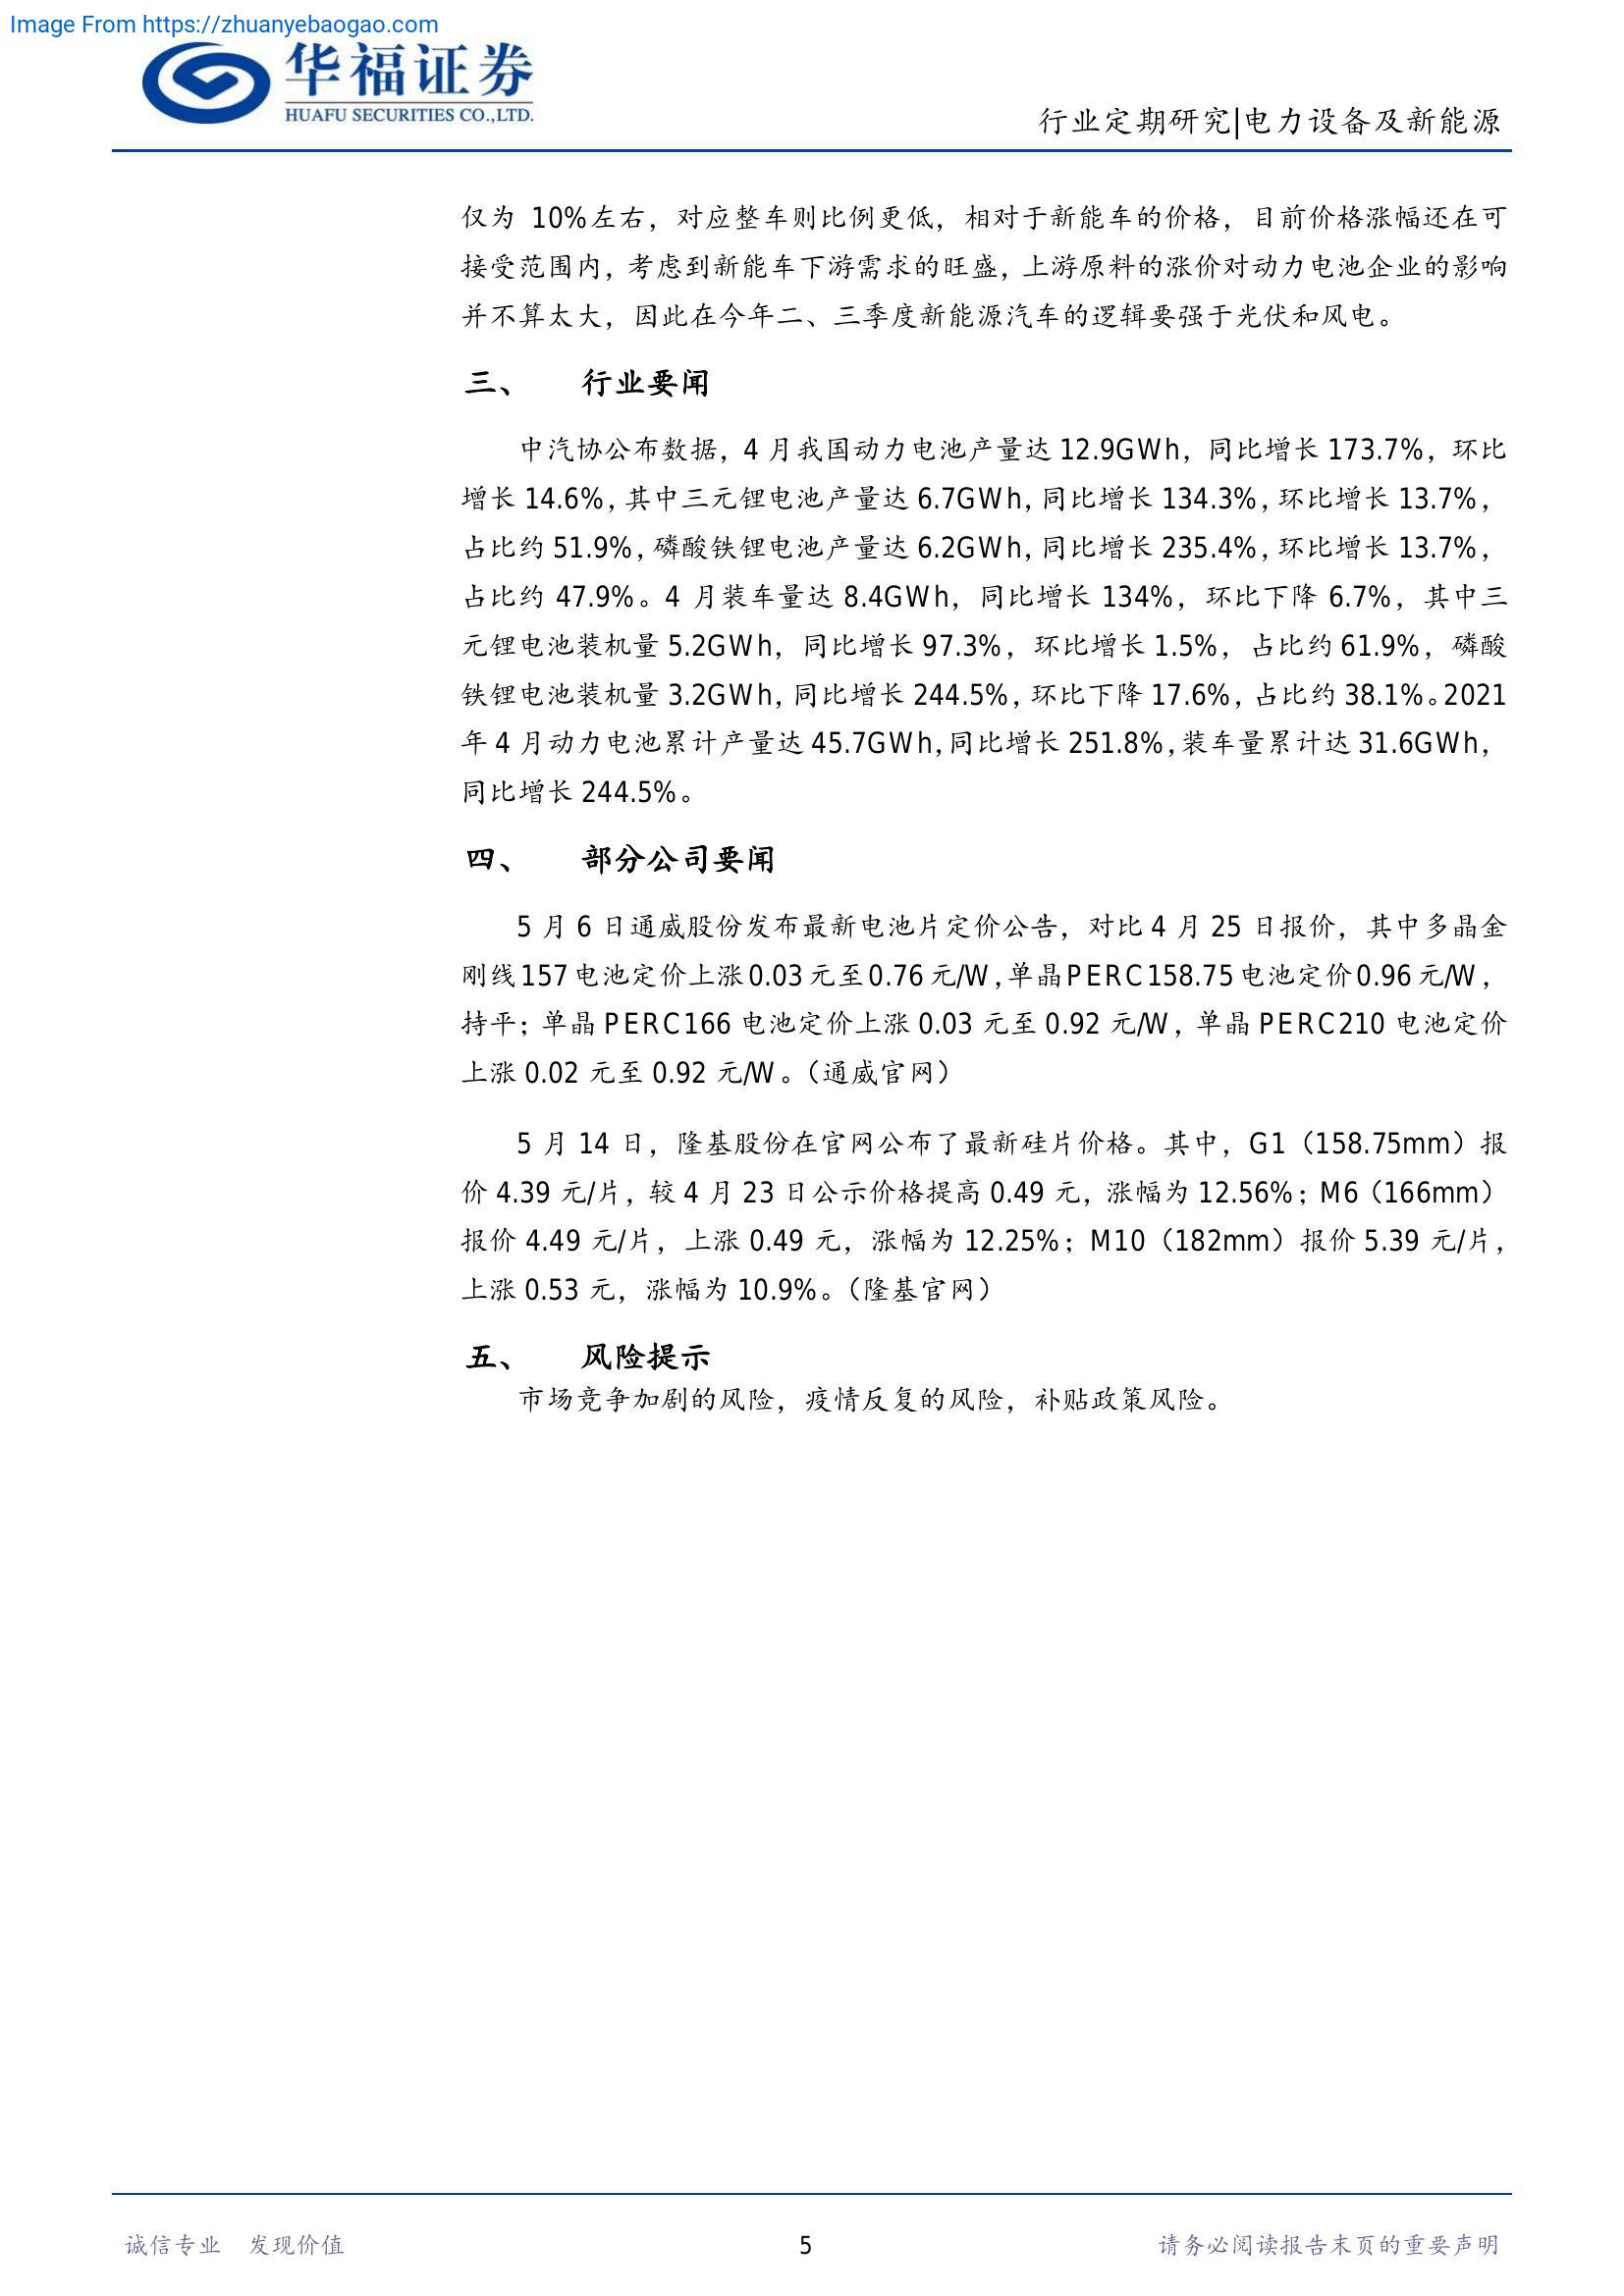 Image From https://zhuanyebaogao.com
华福证券
HUAFU SECURITIES CO.,LTD.
行业定期研究|电力设备及新能源
仅为 10%左右，对应整车则比例更低，相对于新能车的价格，目前价格涨幅还在可
接受范围内，考虑到新能车下游需求的旺盛，上游原料的涨价对动力电池企业的影响
并不算太大，因此在今年二、三季度新能源汽车的逻辑要强于光伏和风电。
三、 行业要闻
中汽协公布数据，4 月我国动力电池产量达 12.9GWh，同比增长 173.7%，环比
增长 14.6%，其中三元锂电池产量达 6.7GWh，同比增长 134.3%，环比增长 13.7%，
占比约 51.9%，磷酸铁锂电池产量达 6.2GWh，同比增长 235.4%，环比增长 13.7%，
占比约 47.9%。4 月装车量达 8.4GWh，同比增长 134%，环比下降 6.7%，其中三
元锂电池装机量 5.2GWh，同比增长 97.3%，环比增长 1.5%，占比约 61.9%，磷酸
铁锂电池装机量 3.2GWh，同比增长 244.5%，环比下降 17.6%，占比约 38.1%。2021
年 4 月动力电池累计产量达 45.7GWh，同比增长 251.8%，装车量累计达 31.6GWh，
同比增长 244.5%。
四、 部分公司要闻
5 月 6 日通威股份发布最新电池片定价公告，对比 4 月 25 日报价，其中多晶金
刚线 157 电池定价上涨 0.03 元至 0.76 元/W，单晶 PERC158.75 电池定价 0.96 元/W，
持平；单晶 PERC166 电池定价上涨 0.03 元至 0.92 元/W，单晶 PERC210 电池定价
上涨 0.02 元至 0.92 元/W。（通威官网）
5 月 14 日，隆基股份在官网公布了最新硅片价格。其中，G1（158.75mm）报
价 4.39 元/片，较 4 月 23 日公示价格提高 0.49 元，涨幅为 12.56%；M6（166mm）
报价 4.49 元/片，上涨 0.49 元，涨幅为 12.25%；M10（182mm）报价 5.39 元/片，
上涨 0.53 元，涨幅为 10.9%。（隆基官网）
五、 风险提示
市场竞争加剧的风险，疫情反复的风险，补贴政策风险。
诚信专业 发现价值
5
请务必阅读报告末页的重要声明